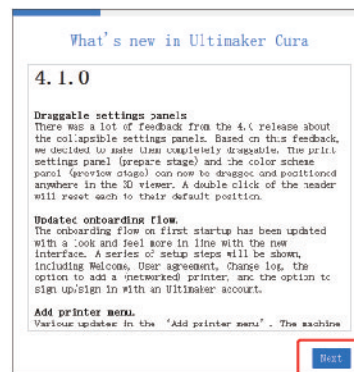 What's new in Ultimaker Cura
4.1.0
Draggable settings panels
There was a lot of feedback from the 4.0 release about
the collapsible settings panels. Based on this feedback,
we decided to make them completely draggable. The print
settings panel (prepare stage) and the color scheme
panel (preview stage) can now be dragged and positioned
anywhere in the 3D viewer. A double click of the header
will reset each to their default position.
Updated onboarding flow.
The onboarding flow on first startup has been updated
with a look and feel more in line with the new
interface. A series of setup steps will be shown,
including Welcome, User agreement, Change log, the
option to add a (networked) printer, and the option to
sign up/sign in with an Ultimaker account.
Add printer menu.
Various updates in the 'Add printer menu'. The machine
Next